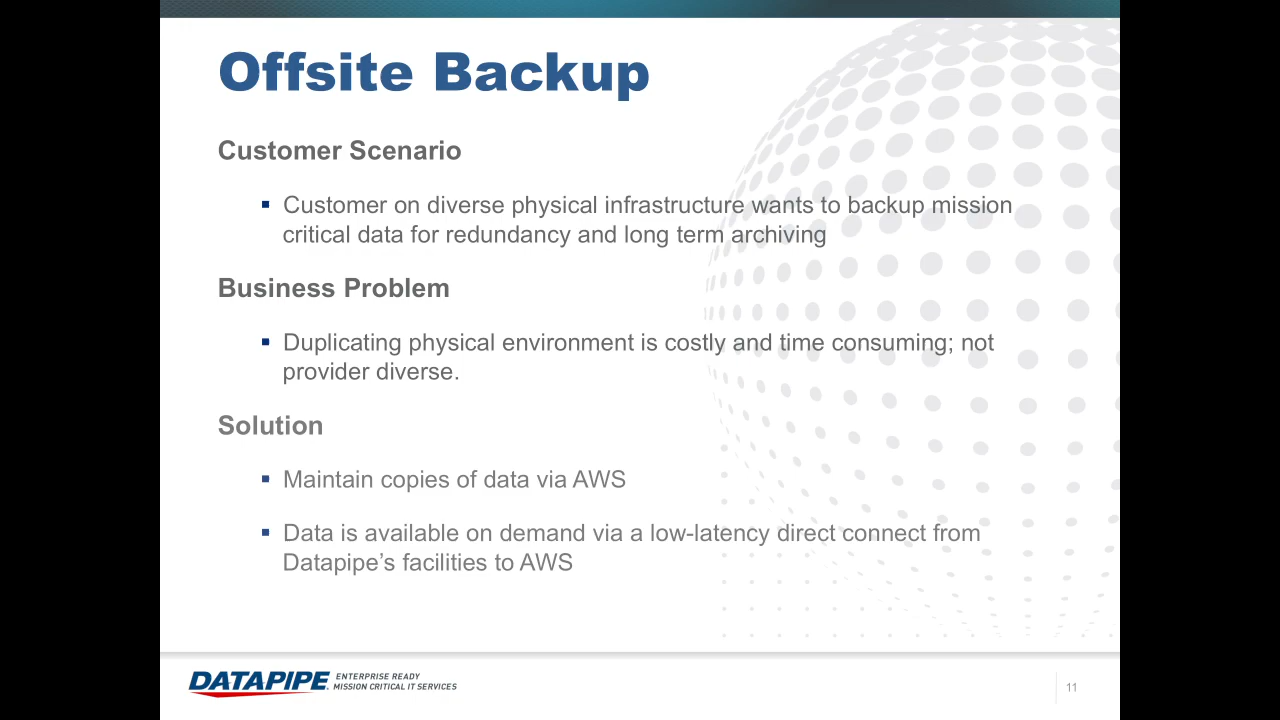 Offsite Backup
Customer Scenario
▪ Customer on diverse physical infrastructure wants to backup mission
critical data for redundancy and long term archiving
Business Problem
▪ Duplicating physical environment is costly and time consuming; not
provider diverse.
Solution
▪ Maintain copies of data via AWS
▪ Data is available on demand via a low-latency direct connect from
Datapipe’s facilities to AWS
DATAPIPE. ENTERPRISE READY
MISSION CRITICAL IT SERVICES
11